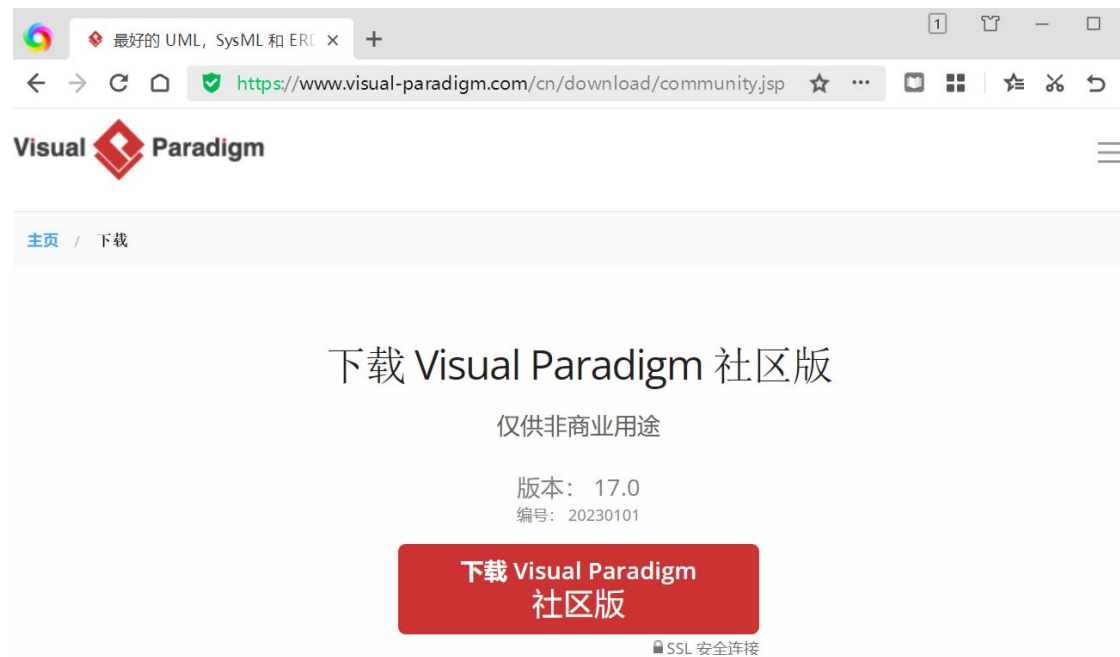 最好的 UML, SysML 和 ERD
1
https://www.visual-paradigm.com/cn/download/community.jsp
Visual Paradigm
主页 / 下载
下载 Visual Paradigm 社区版
仅供非商业用途
版本: 17.0
编号: 20230101
下载 Visual Paradigm
社区版
SSL 安全连接